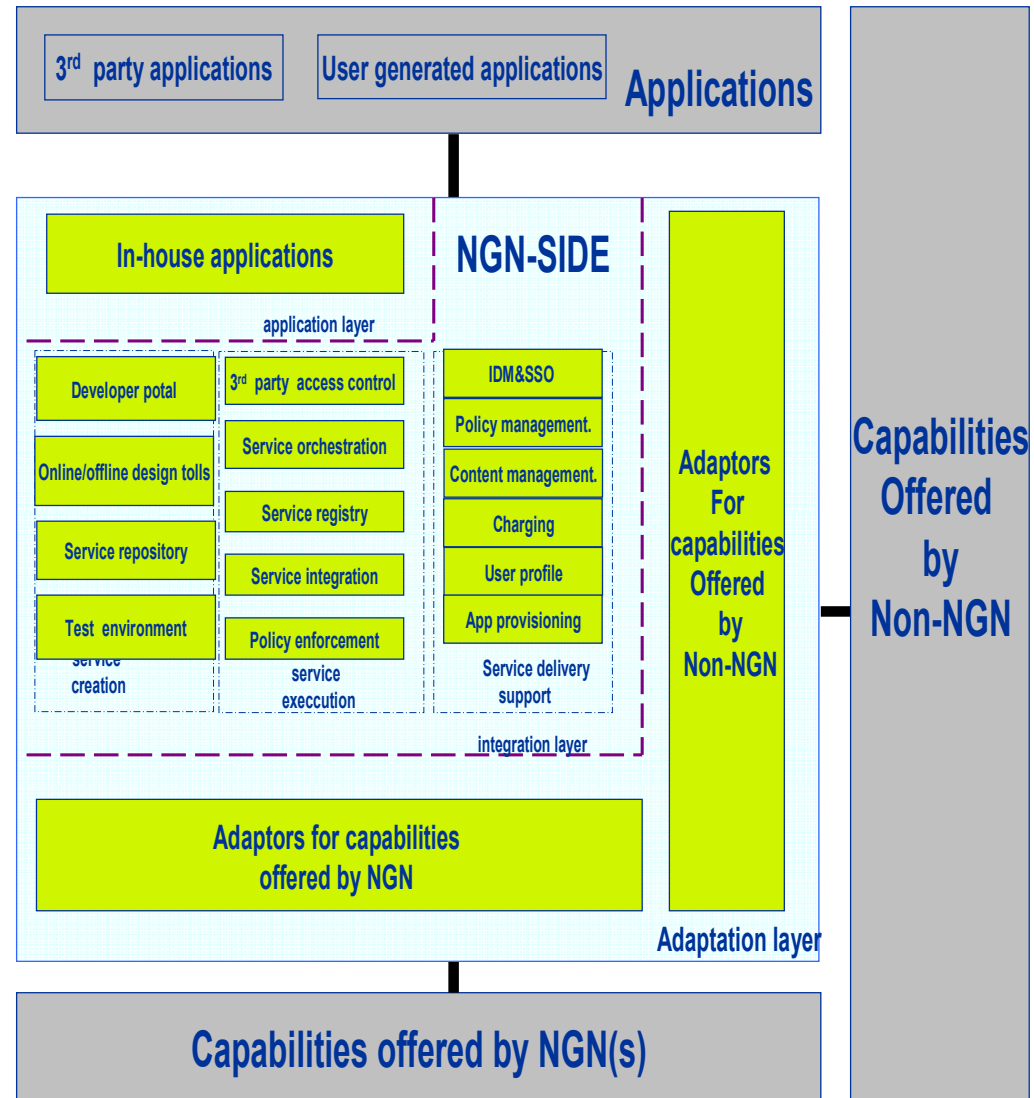 3rd party applications
User generated applications
Applications
In-house applications
NGN-SIDE
application layer
Developer potal
Online/offline design tolls
Service repository
Test environment
service
creation
3rd party access control
Service orchestration
Service registry
Service integration
Policy enforcement
service
execcution
IDM&SSO
Policy management.
Content management.
Charging
User profile
App provisioning
Service delivery
support
integration layer
Adaptors
For
capabilities
Offered
by
Non-NGN
Adaptors for capabilities
offered by NGN
Adaptation layer
Capabilities
Offered
by
Non-NGN
Capabilities offered by NGN(s)